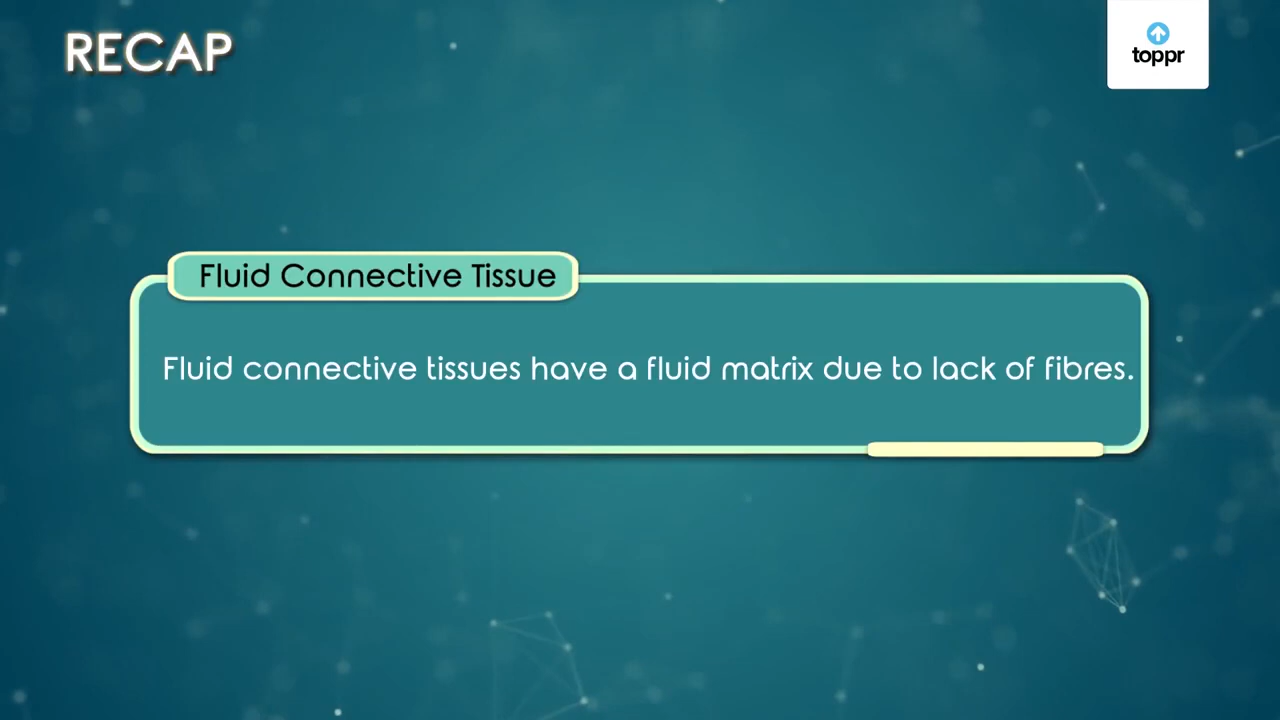 RECAP
toppr
Fluid Connective Tissue
Fluid connective tissues have a fluid matrix due to lack of fibres.